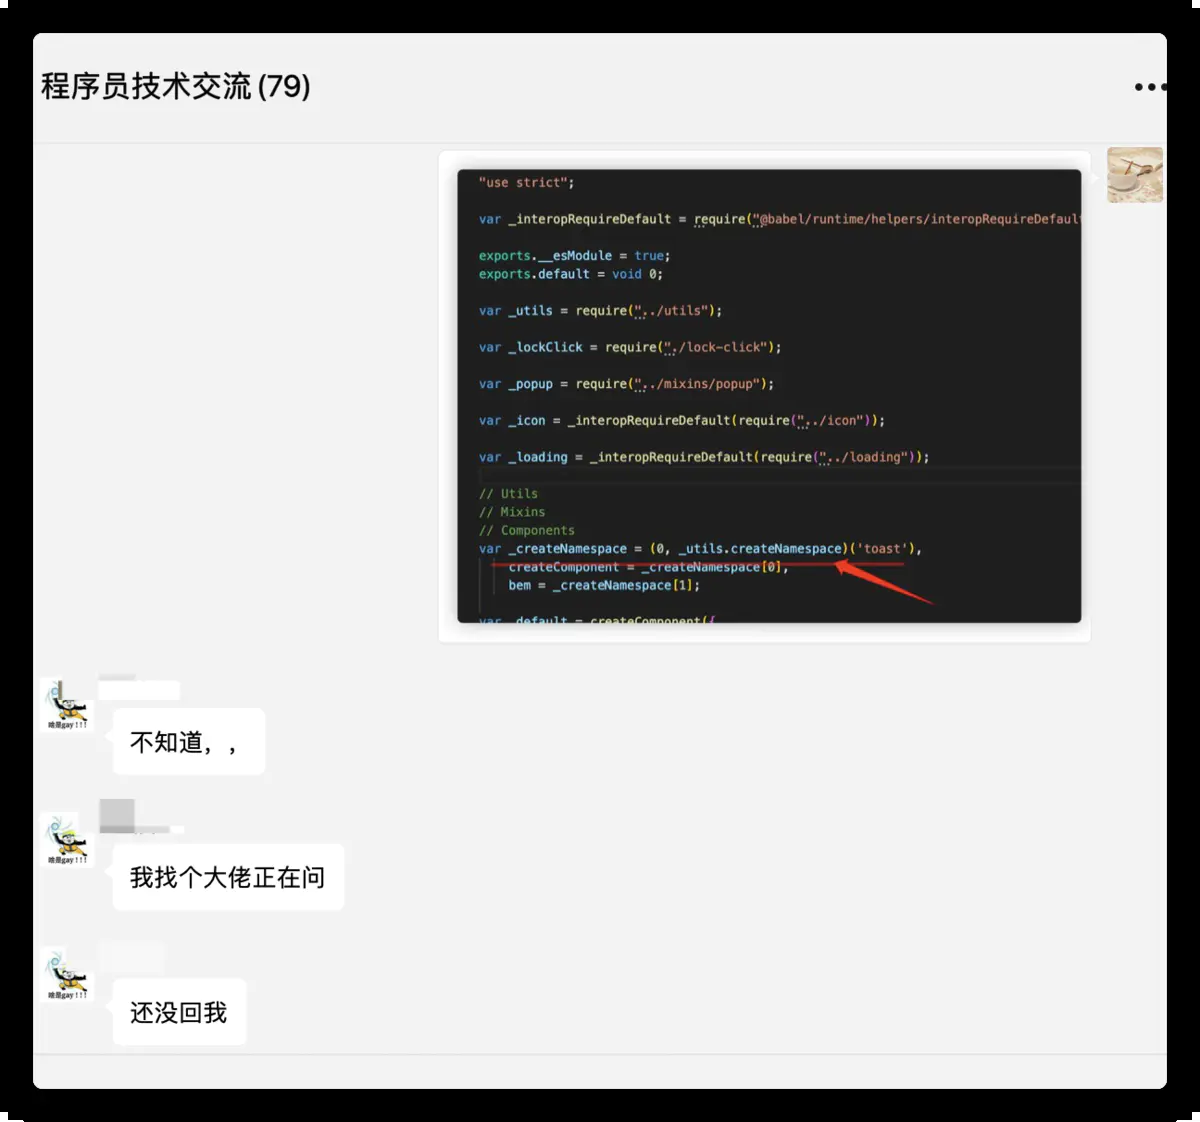 程序员技术交流(79)
"use strict";
var _interopRequireDefault = require("@babel/runtime/helpers/interopRequireDefault
exports.__esModule = true;
exports.default = void 0;
var _utils = require("../utils");
var _lockClick = require("./lock-click");
var _popup = require("../mixins/popup");
var _icon = _interopRequireDefault(require("../icon"));
var _loading = _interopRequireDefault(require("../loading"));
// Utils
// Mixins
// Components
var _createNamespace = (0, _utils.createNamespace)('toast'),
createComponent = _createNamespace[0],
bem = _createNamespace[1];
var _default = createComponent({
啥是gay!!!
不知道，，
啥是gay!!!
我找个大佬正在问
啥是gay!!!
还没回我